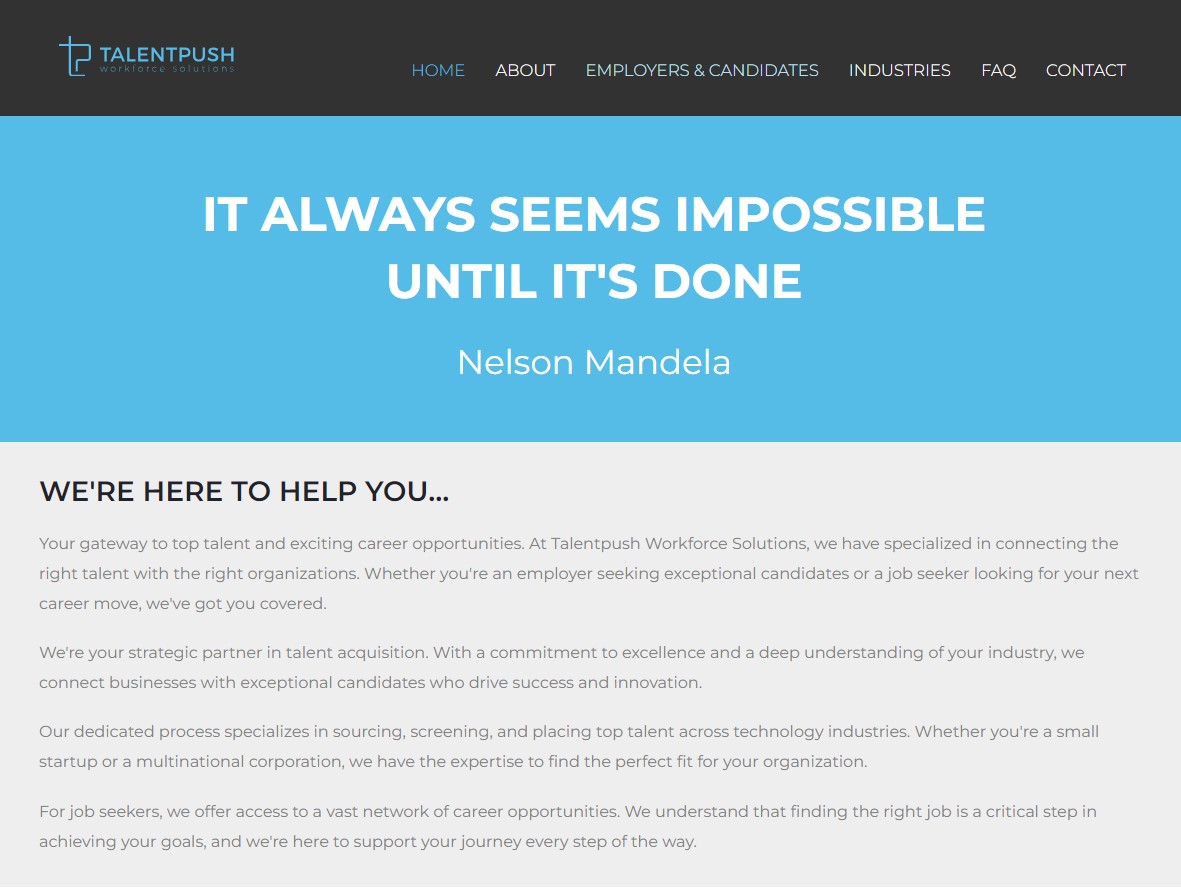 TALENTPUSH
workforce solutions
HOME ABOUT EMPLOYERS & CANDIDATES INDUSTRIES FAQ CONTACT
IT ALWAYS SEEMS IMPOSSIBLE
UNTIL IT'S DONE
Nelson Mandela
WE'RE HERE TO HELP YOU...
Your gateway to top talent and exciting career opportunities. At Talentpush Workforce Solutions, we have specialized in connecting the
right talent with the right organizations. Whether you're an employer seeking exceptional candidates or a job seeker looking for your next
career move, we've got you covered.
We're your strategic partner in talent acquisition. With a commitment to excellence and a deep understanding of your industry, we
connect businesses with exceptional candidates who drive success and innovation.
Our dedicated process specializes in sourcing, screening, and placing top talent across technology industries. Whether you're a small
startup or a multinational corporation, we have the expertise to find the perfect fit for your organization.
For job seekers, we offer access to a vast network of career opportunities. We understand that finding the right job is a critical step in
achieving your goals, and we're here to support your journey every step of the way.